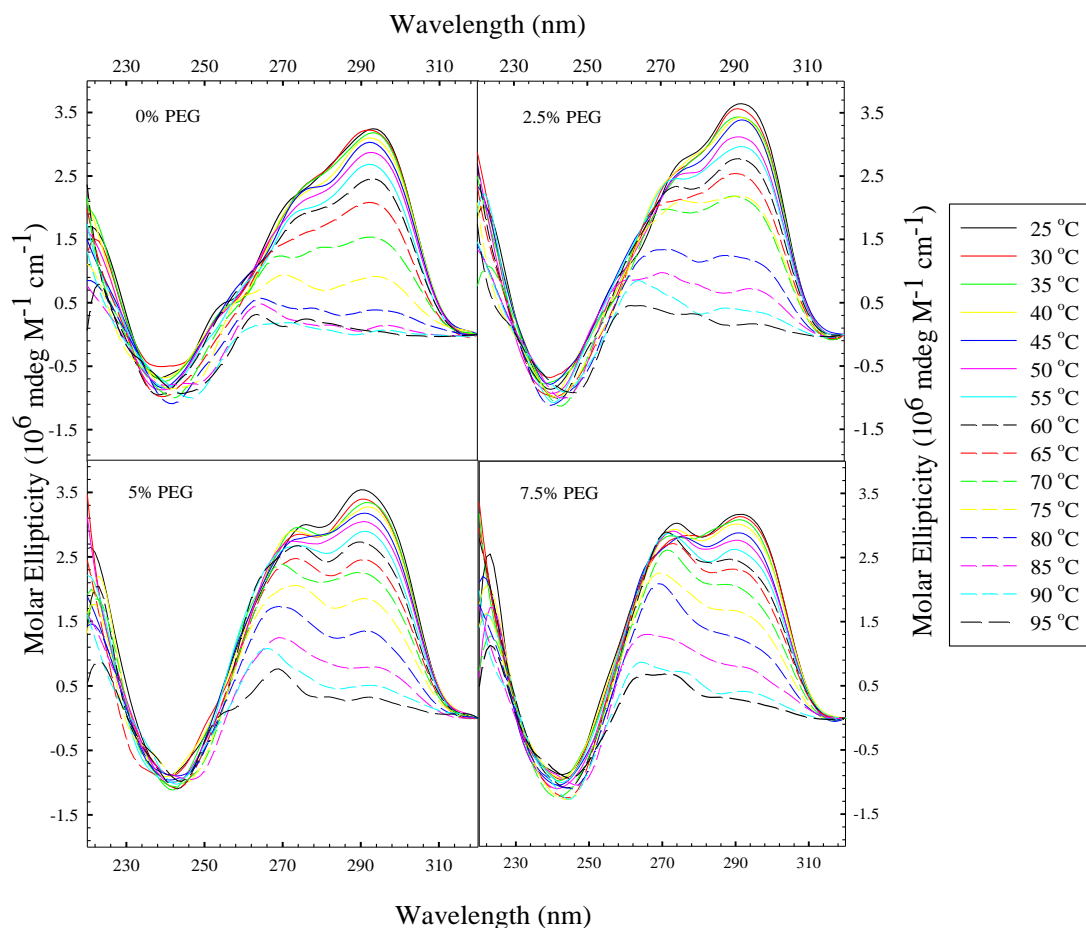 Wavelength (nm)
230 250 270 290 310 230 250 270 290 310
0% PEG
2.5% PEG
3.5
2.5
1.5
0.5
-0.5
-1.5
3.5
2.5
1.5
0.5
-0.5
-1.5
Molar Ellipticity (10⁶ mdeg M⁻¹ cm⁻¹)
5% PEG
7.5% PEG
3.5
2.5
1.5
0.5
-0.5
-1.5
3.5
2.5
1.5
0.5
-0.5
-1.5
Molar Ellipticity (10⁶ mdeg M⁻¹ cm⁻¹)
230 250 270 290 310 230 250 270 290 310
Wavelength (nm)
25 °C
30 °C
35 °C
40 °C
45 °C
50 °C
55 °C
60 °C
65 °C
70 °C
75 °C
80 °C
85 °C
90 °C
95 °C